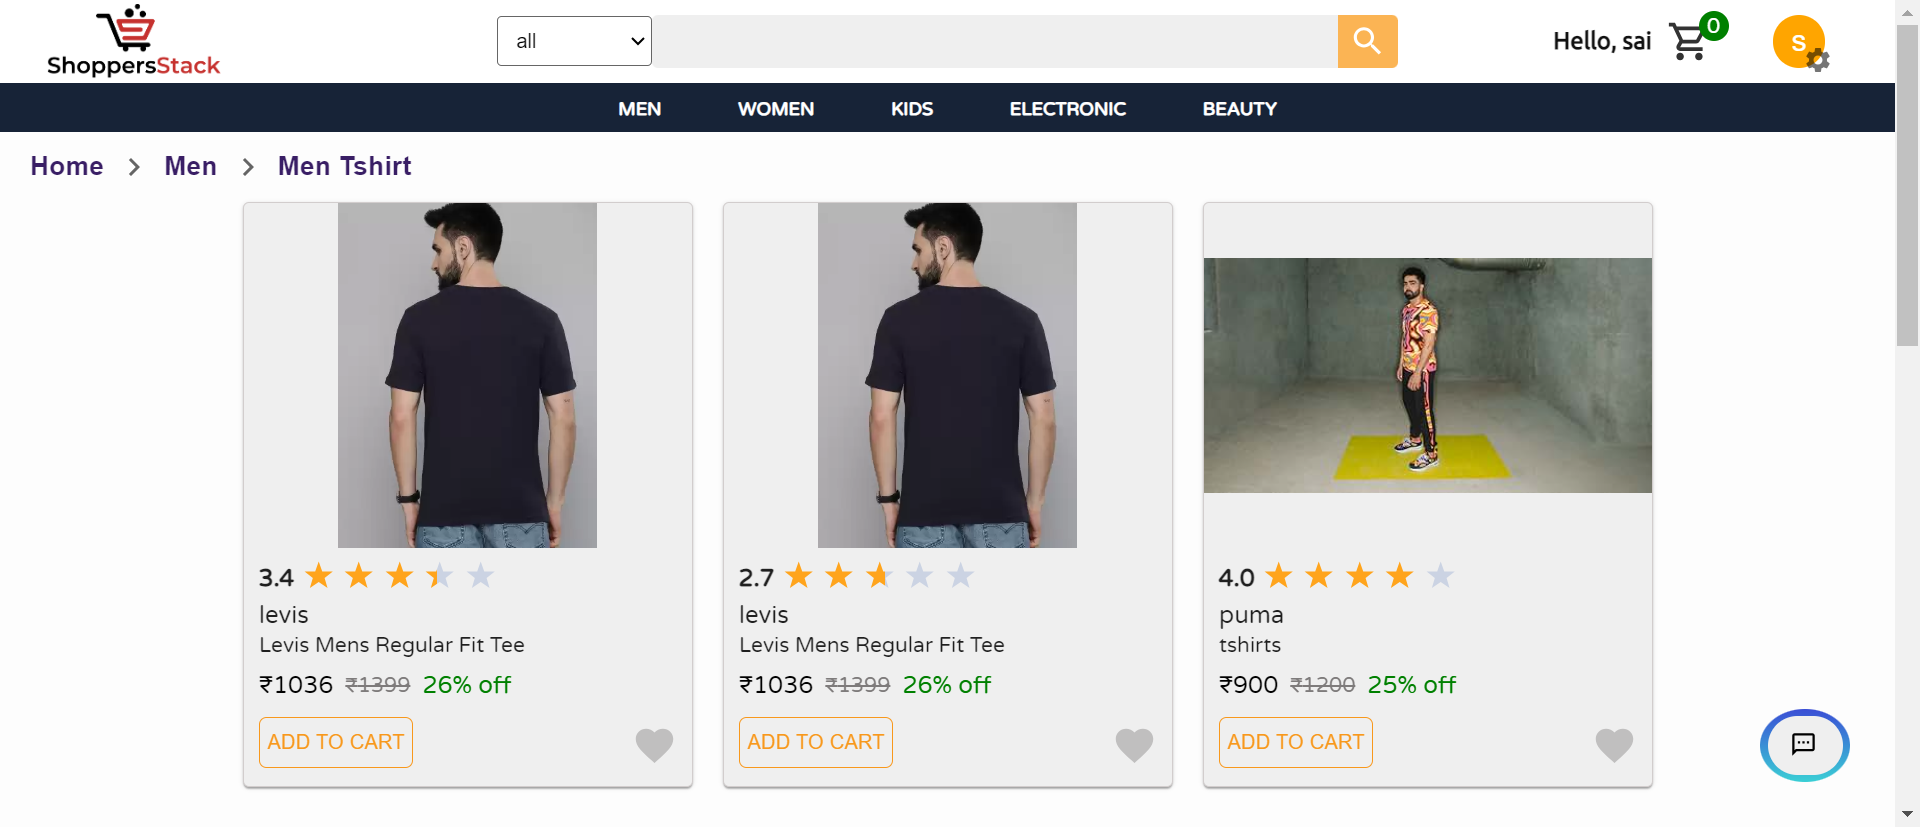 ShoppersStack
all
Hello, sai
0
S
MEN WOMEN KIDS ELECTRONIC BEAUTY
Home > Men > Men Tshirt
3.4
levis
Levis Mens Regular Fit Tee
₹1036 ₹1399 26% off
ADD TO CART
2.7
levis
Levis Mens Regular Fit Tee
₹1036 ₹1399 26% off
ADD TO CART
4.0
puma
tshirts
₹900 ₹1200 25% off
ADD TO CART